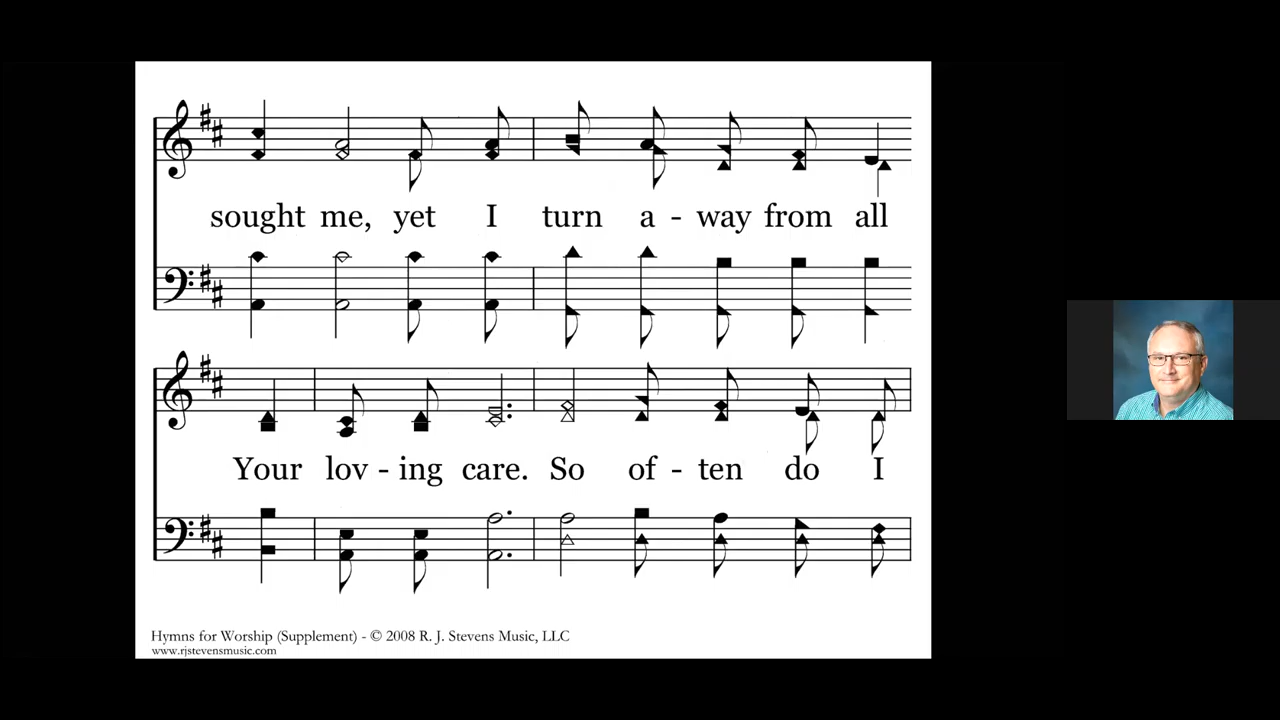 sought me, yet I turn a - way from all
Your lov - ing care. So of - ten do I
Hymns for Worship (Supplement) - © 2008 R. J. Stevens Music, LLC
www.rjstevensmusic.com